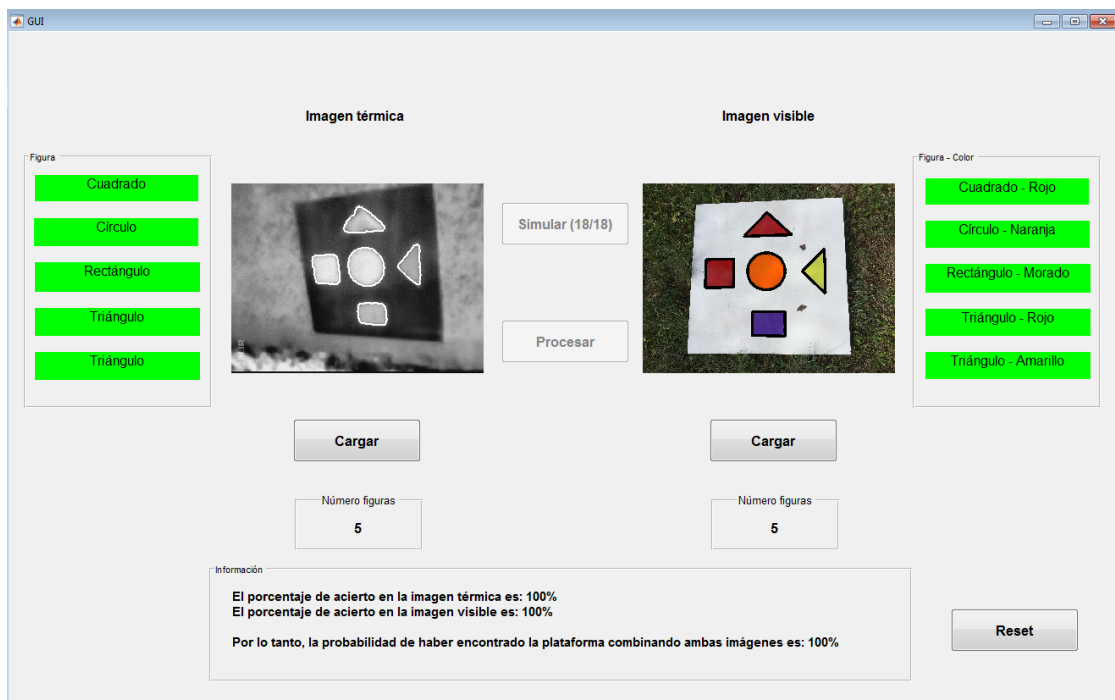 GUI
Imagen térmica
Imagen visible
Figura
Cuadrado
Círculo
Rectángulo
Triángulo
Triángulo
Simular (18/18)
Procesar
Figura - Color
Cuadrado - Rojo
Círculo - Naranja
Rectángulo - Morado
Triángulo - Rojo
Triángulo - Amarillo
Cargar
Cargar
Número figuras
5
Número figuras
5
Información
El porcentaje de acierto en la imagen térmica es: 100%
El porcentaje de acierto en la imagen visible es: 100%
Por lo tanto, la probabilidad de haber encontrado la plataforma combinando ambas imágenes es: 100%
Reset